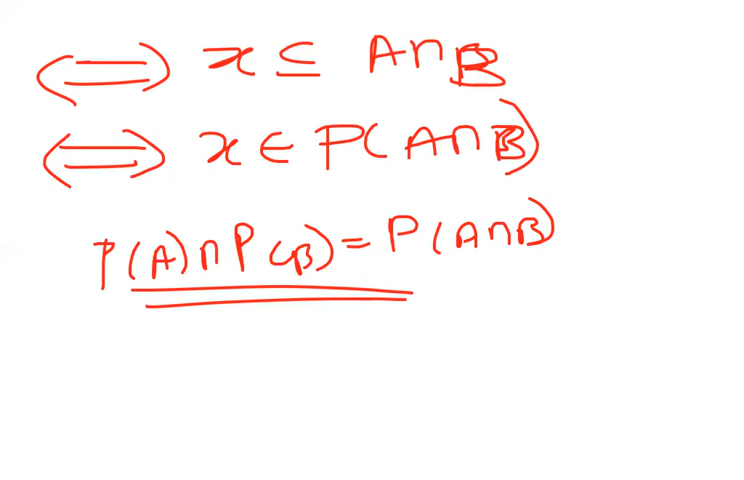 ⟺ x ⊆ A∩B
⟺ x ∈ P(A∩B)
P(A)∩P(B) = P(A∩B)